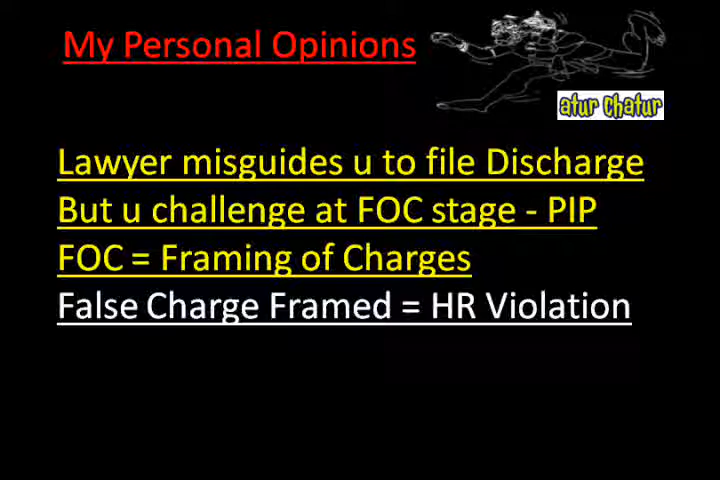 My Personal Opinions
atur chatur
Lawyer misguides u to file Discharge
But u challenge at FOC stage - PIP
FOC = Framing of Charges
False Charge Framed = HR Violation